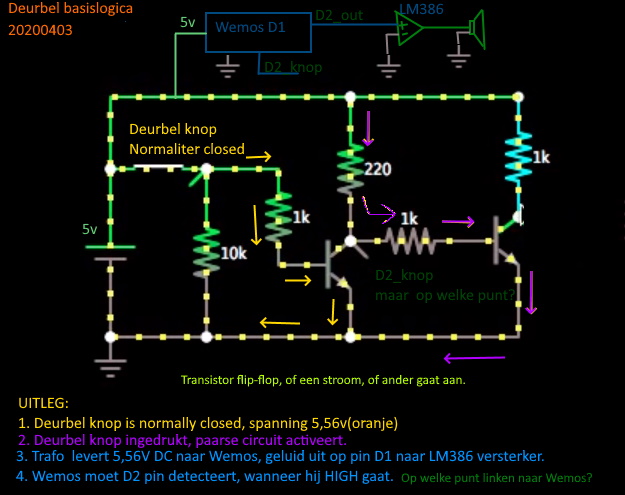 Deurbel basislogica
20200403
5v
Wemos D1
D2_out
LM386
D2_knop
Deurbel knop
Normaliter closed
220
1k
1k
1k
5v
10k
D2_knop
maar op welke punt?
Transistor flip-flop, of een stroom, of ander gaat aan.
UITLEG:
1. Deurbel knop is normally closed, spanning 5,56v(oranje)
2. Deurbel knop ingedrukt, paarse circuit activeert.
3. Trafo levert 5,56V DC naar Wemos, geluid uit op pin D1 naar LM386 versterker.
4. Wemos moet D2 pin detecteert, wanneer hij HIGH gaat. Op welke punt linken naar Wemos?